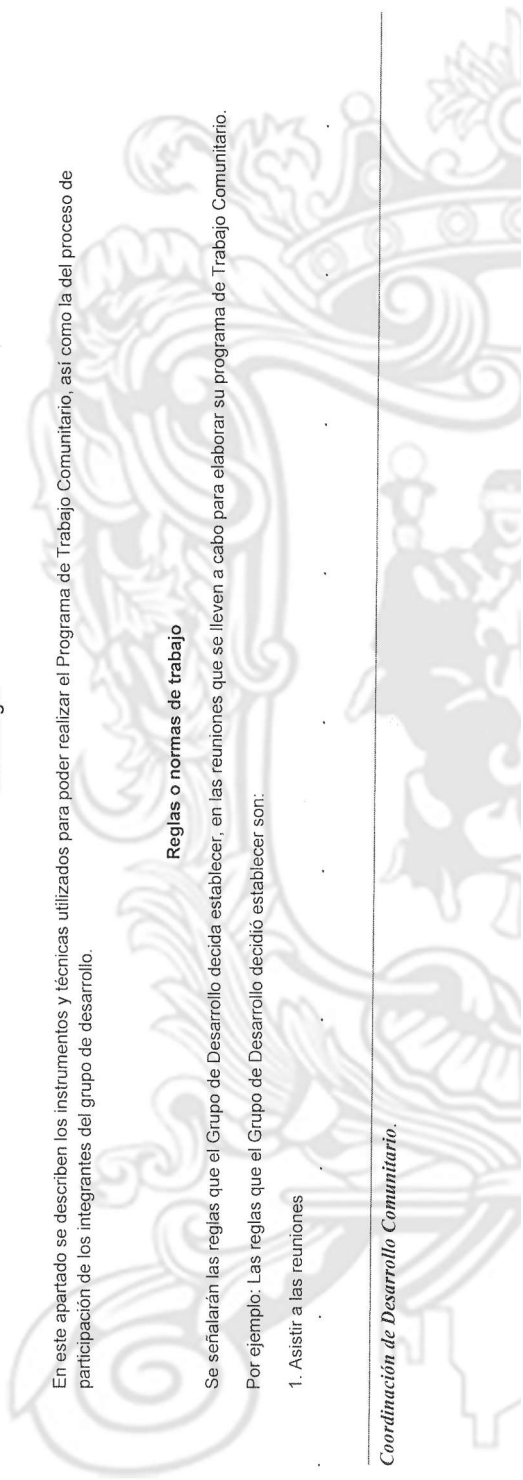 En este apartado se describen los instrumentos y técnicas utilizados para poder realizar el Programa de Trabajo Comunitario, así como la del proceso de
participación de los integrantes del grupo de desarrollo.
Reglas o normas de trabajo
Se señalarán las reglas que el Grupo de Desarrollo decida establecer, en las reuniones que se lleven a cabo para elaborar su programa de Trabajo Comunitario.
Por ejemplo: Las reglas que el Grupo de Desarrollo decidió establecer son:
1. Asistir a las reuniones
Coordinación de Desarrollo Comunitario.